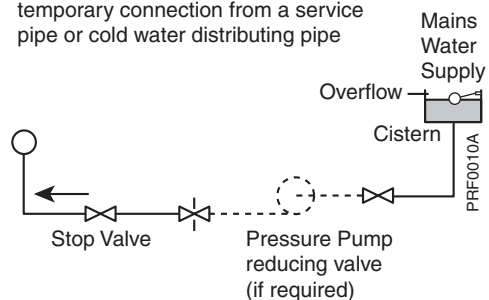 temporary connection from a service
pipe or cold water distributing pipe
Mains
Water
Supply
Overflow
Cistern
PRF0010A
Stop Valve
Pressure Pump
reducing valve
(if required)